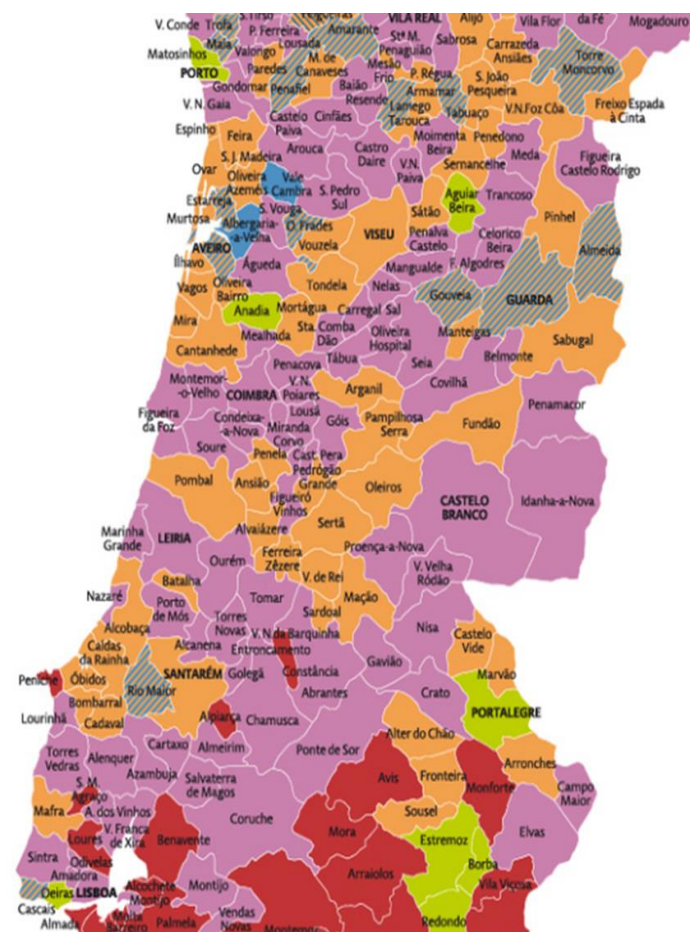 V. Conde
Trofa
P. Ferreira
Lousada
Amarante
VILA REAL
Stª M.
Penaguião
Alijó
Sabrosa
Vila Flor
da Fé
Mogadouro
Matosinhos
Maia
Valongo
PORTO
Paredes
M. de
Canaveses
Mesão
Frio
P. Régua
Carrazeda
Ansiães
Torre
Moncorvo
Gondomar
Penafiel
Baião
Resende
Armamar
S. João
Pesqueira
V. N. Gaia
Castelo
Paiva
Cinfães
Lamego
Tarouca
Tabuaço
V.N.Foz Côa
Freixo Espada
à Cinta
Espinho
Feira
Arouca
Castro
Daire
Moimenta
Beira
Penedono
Sernancelhe
Meda
Figueira
Castelo Rodrigo
S. J. Madeira
Ovar
Oliveira
Azeméis
Vale
Cambra
S. Pedro
Sul
V.N.
Paiva
Aguiar
Beira
Trancoso
Estarreja
Murtosa
S. Vouga
Albergaria-
-a-Velha
O. Frades
Vouzela
VISEU
Sátão
Penalva
Castelo
Celorico
Beira
Pinhel
Almeida
AVEIRO
Ílhavo
Águeda
Mangualde
F. Algodres
Vagos
Oliveira
Bairro
Tondela
Nelas
Gouveia
GUARDA
Anadia
Mortágua
Carregal Sal
Mira
Mealhada
Sta. Comba
Dão
Oliveira
Hospital
Manteigas
Sabugal
Cantanhede
Penacova
Tábua
Seia
Belmonte
Montemor-
-o-Velho
COIMBRA
V. N.
Poiares
Arganil
Covilhã
Penamacor
Figueira
da Foz
Condeixa-
-a-Nova
Lousã
Miranda
Corvo
Góis
Pampilhosa
Serra
Fundão
Soure
Penela
Cast. Pera
Pedrógão
Grande
Pombal
Ansião
Figueiró
Vinhos
Oleiros
CASTELO
BRANCO
Idanha-a-Nova
Marinha
Grande
LEIRIA
Alvaiázere
Sertã
Ourém
Ferreira
Zêzere
Proença-a-Nova
V. Velha
Ródão
Batalha
V. de Rei
Nazaré
Porto
de Mós
Tomar
Mação
Sardoal
Alcobaça
Torres
Novas
V. N.da Barquinha
Nisa
Castelo
Vide
Caldas
da Rainha
Alcanena
Entroncamento
Gavião
Peniche
Óbidos
Rio Maior
SANTARÉM
Golegã
Constância
Marvão
Bombarral
Abrantes
Crato
Lourinhã
Cadaval
Alpiarça
Chamusca
PORTALEGRE
Alter do Chão
Torres
Vedras
Alenquer
Cartaxo
Almeirim
Ponte de Sor
Arronches
Azambuja
Salvaterra
de Magos
Avis
Fronteira
Monforte
Campo
Maior
S. M.
Agraço
Mafra
A. dos Vinhos
Coruche
Sousel
Loures
V. Franca
de Xira
Benavente
Mora
Estremoz
Elvas
Sintra
Odivelas
Amadora
Arraiolos
Borba
Vila Viçosa
Oeiras
LISBOA
Alcochete
Montijo
Montijo
Cascais
Almada
Moita
Barreiro
Palmela
Vendas
Novas
Redondo